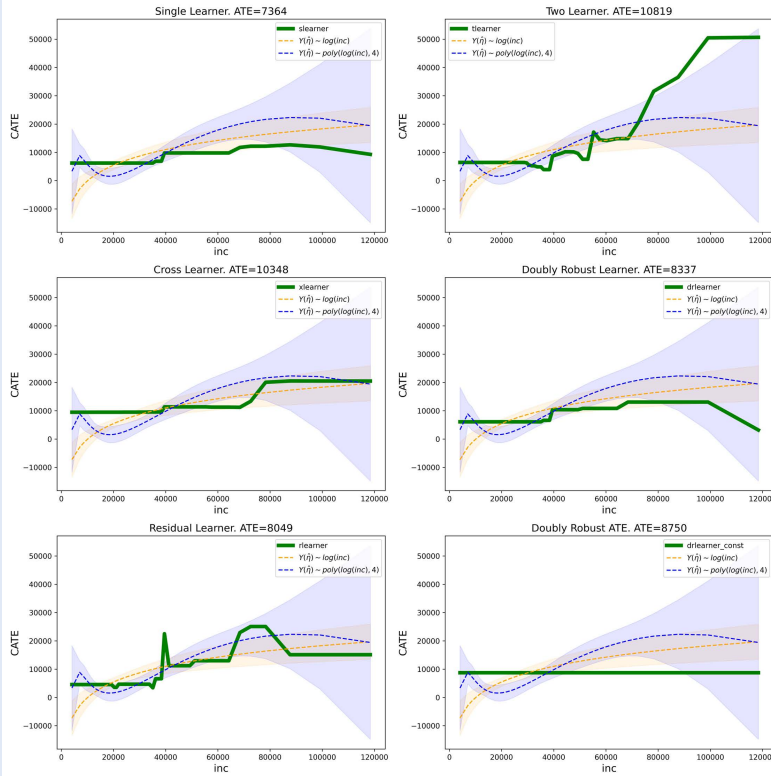 Single Learner. ATE=7364
slearner
Y(η̂) ~ log(inc)
Y(η̂) ~ poly(log(inc), 4)
50000
40000
30000
20000
10000
0
−10000
CATE
0 20000 40000 60000 80000 100000 120000
inc
Two Learner. ATE=10819
tlearner
Y(η̂) ~ log(inc)
Y(η̂) ~ poly(log(inc), 4)
50000
40000
30000
20000
10000
0
−10000
CATE
0 20000 40000 60000 80000 100000 120000
inc
Cross Learner. ATE=10348
xlearner
Y(η̂) ~ log(inc)
Y(η̂) ~ poly(log(inc), 4)
50000
40000
30000
20000
10000
0
−10000
CATE
0 20000 40000 60000 80000 100000 120000
inc
Doubly Robust Learner. ATE=8337
drlearner
Y(η̂) ~ log(inc)
Y(η̂) ~ poly(log(inc), 4)
50000
40000
30000
20000
10000
0
−10000
CATE
0 20000 40000 60000 80000 100000 120000
inc
Residual Learner. ATE=8049
rlearner
Y(η̂) ~ log(inc)
Y(η̂) ~ poly(log(inc), 4)
50000
40000
30000
20000
10000
0
−10000
CATE
0 20000 40000 60000 80000 100000 120000
inc
Doubly Robust ATE. ATE=8750
drlearner_const
Y(η̂) ~ log(inc)
Y(η̂) ~ poly(log(inc), 4)
50000
40000
30000
20000
10000
0
−10000
CATE
0 20000 40000 60000 80000 100000 120000
inc